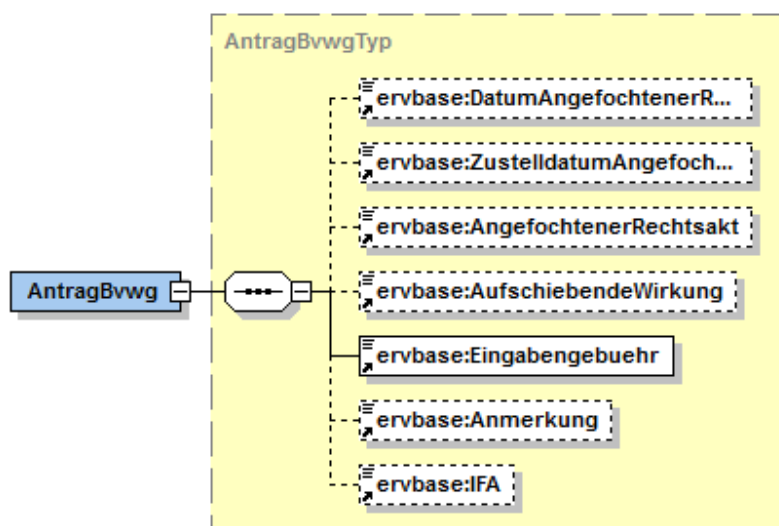 AntragBvwgTyp
ervbase:DatumAngefochtenerR...
ervbase:ZustelldatumAngefoch...
ervbase:AngefochtenerRechtsakt
AntragBvwg
ervbase:AufschiebendeWirkung
ervbase:Eingabengebuehr
ervbase:Anmerkung
ervbase:IFA